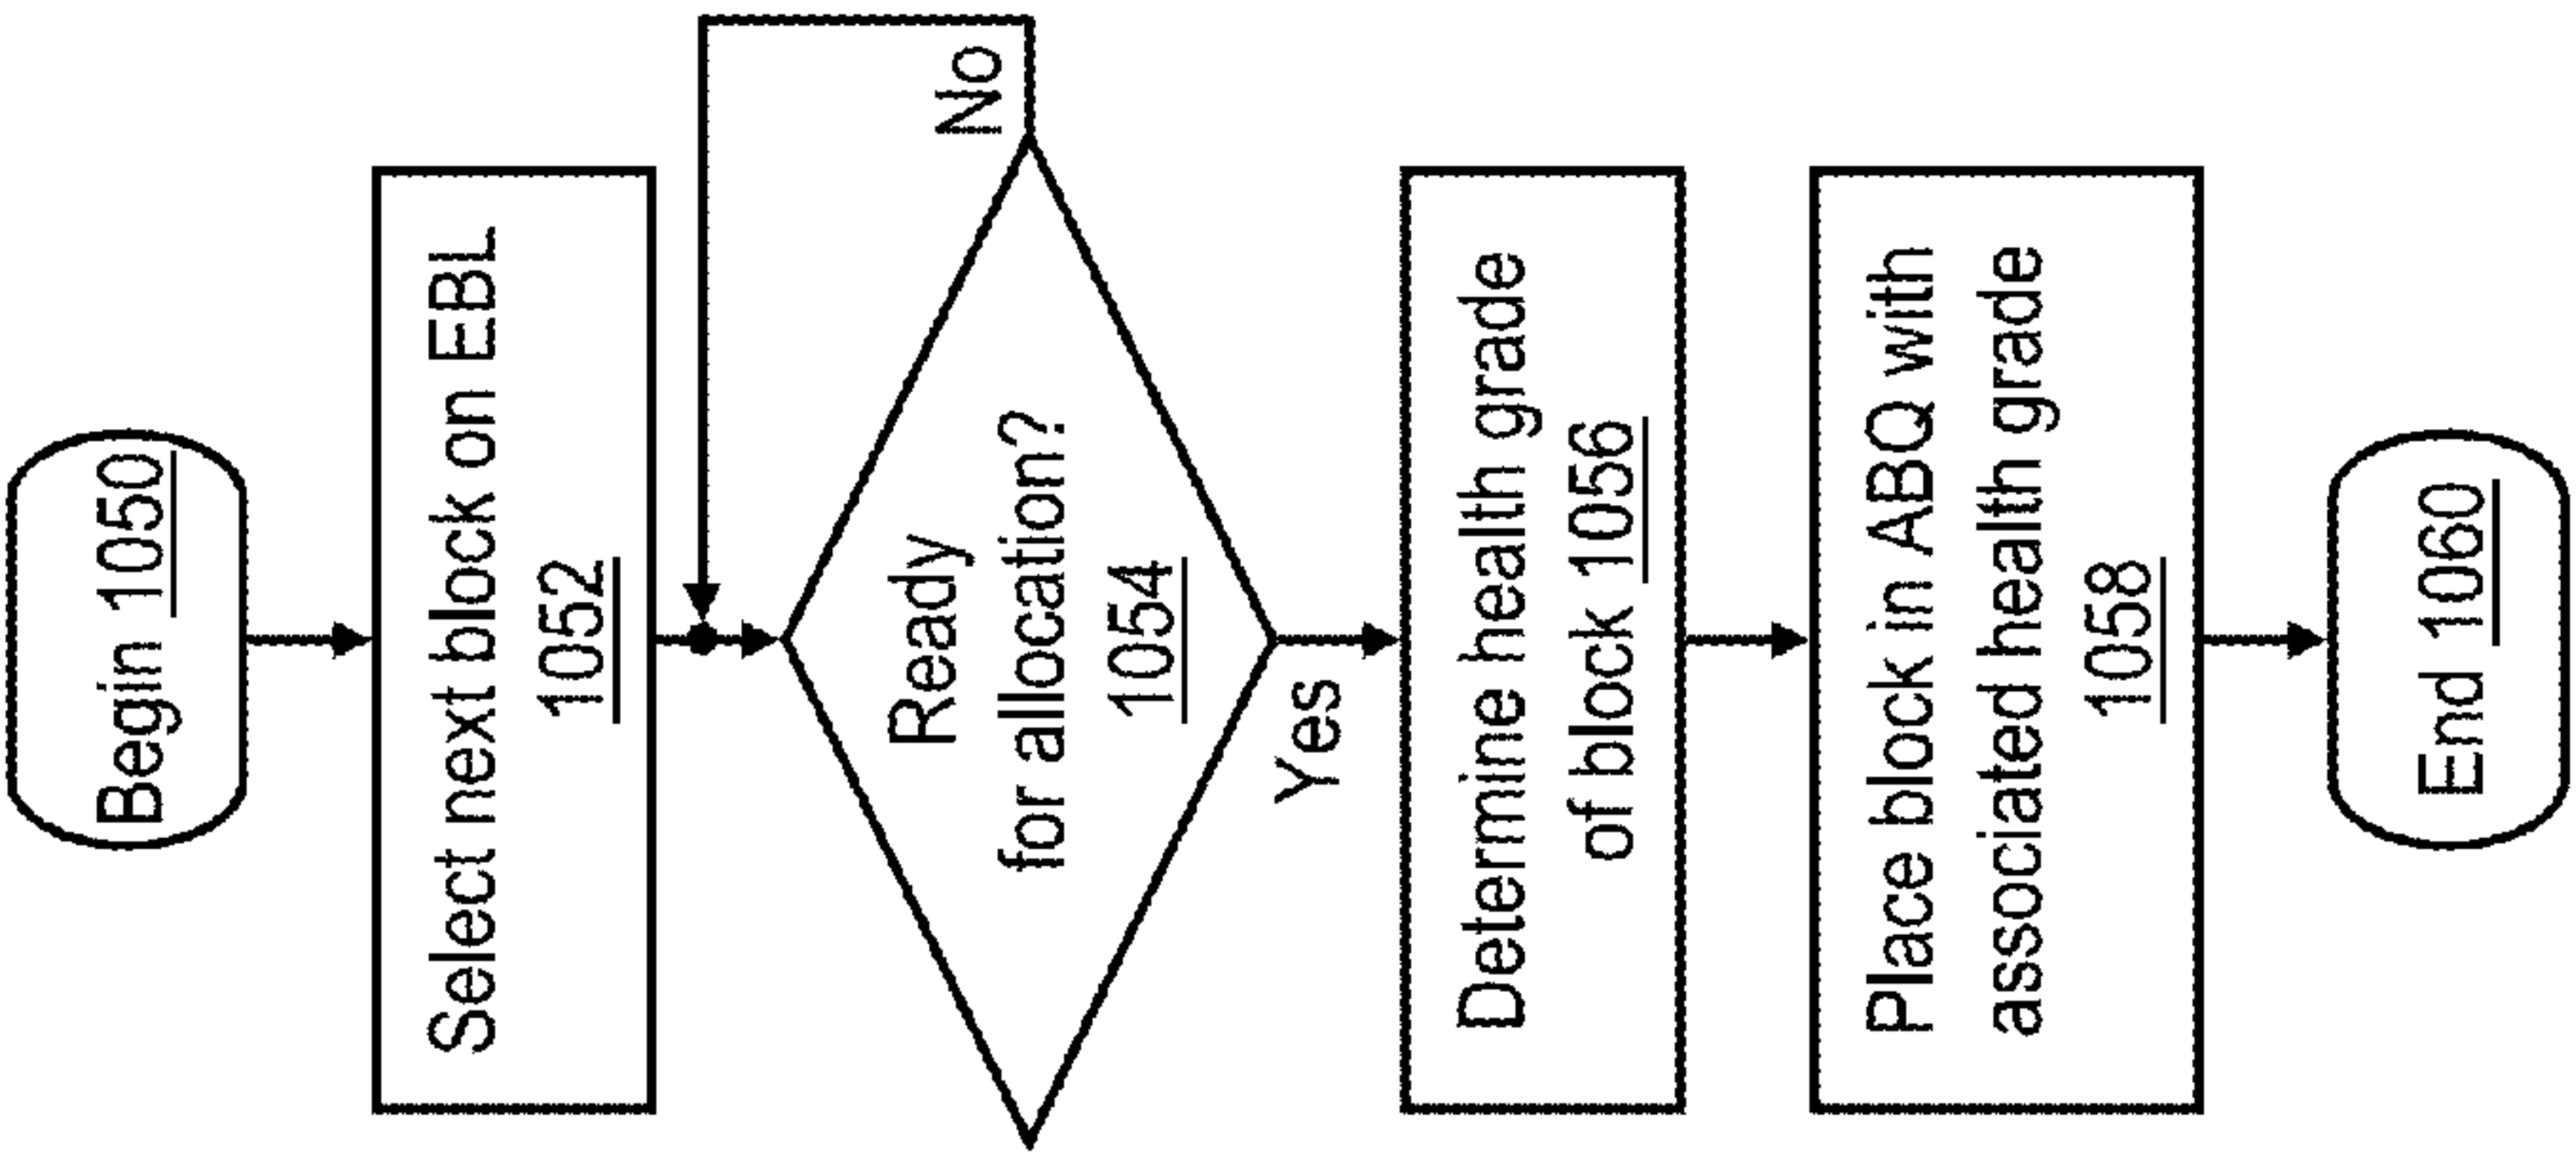 Begin 1050
Select next block on EBL
1052
Ready
for allocation?
1054
No
Yes
Determine health grade
of block 1056
Place block in ABQ with
associated health grade
1058
End 1060